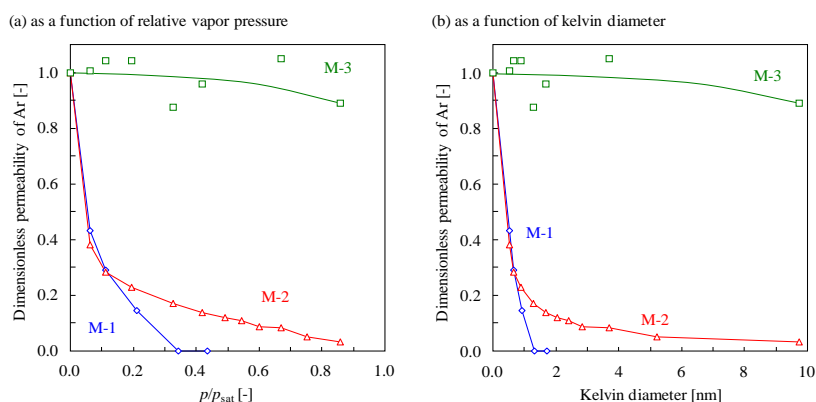 (a) as a function of relative vapor pressure
(b) as a function of kelvin diameter
Dimensionless permeability of Ar [-]
1.0
0.8
0.6
0.4
0.2
0.0
M-3
M-2
M-1
0.0 0.2 0.4 0.6 0.8 1.0
p/psat [-]
Dimensionless permeability of Ar [-]
1.0
0.8
0.6
0.4
0.2
0.0
M-3
M-1
M-2
0 2 4 6 8 10
Kelvin diameter [nm]